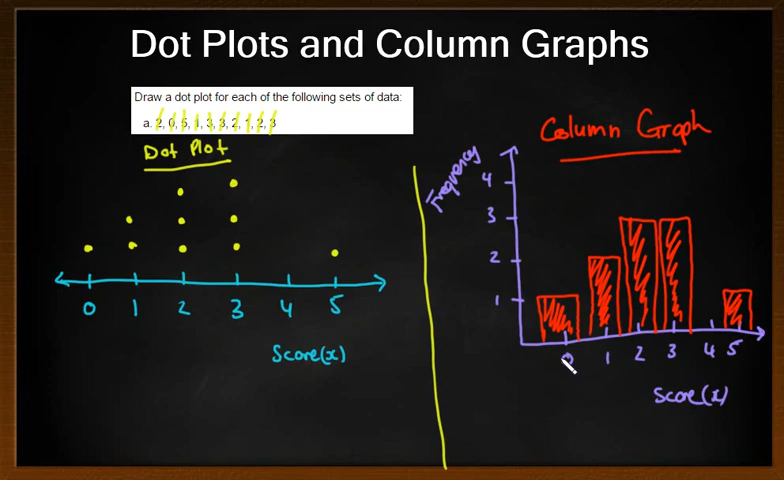 Dot Plots and Column Graphs
Draw a dot plot for each of the following sets of data:
a. 2, 0, 5, 1, 3, 3, 2, 1, 2, 3
Dot Plot
0 1 2 3 4 5
Score(x)
Column Graph
Frequency
4
3
2
1
0 1 2 3 4 5
Score(x)